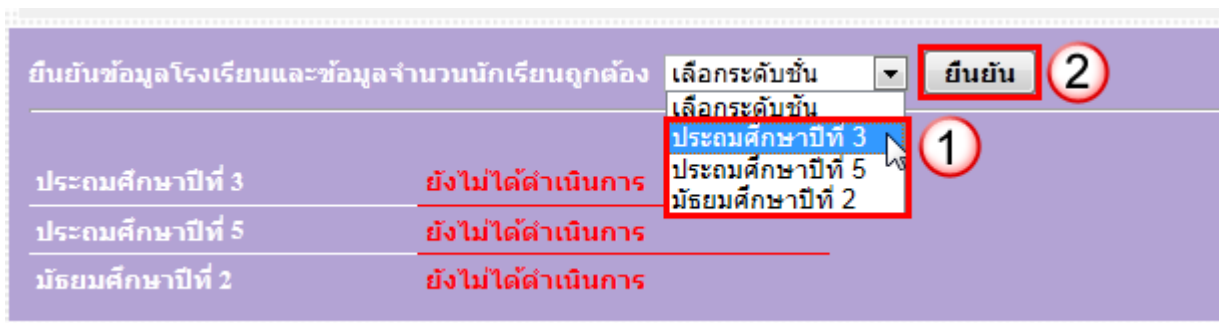 ยืนยันข้อมูลโรงเรียนและข้อมูลจำนวนนักเรียนถูกต้อง เลือกระดับชั้น ยืนยัน 2
เลือกระดับชั้น
ประถมศึกษาปีที่ 3 1
ประถมศึกษาปีที่ 5
มัธยมศึกษาปีที่ 2
ประถมศึกษาปีที่ 3 ยังไม่ได้ดำเนินการ
ประถมศึกษาปีที่ 5 ยังไม่ได้ดำเนินการ
มัธยมศึกษาปีที่ 2 ยังไม่ได้ดำเนินการ